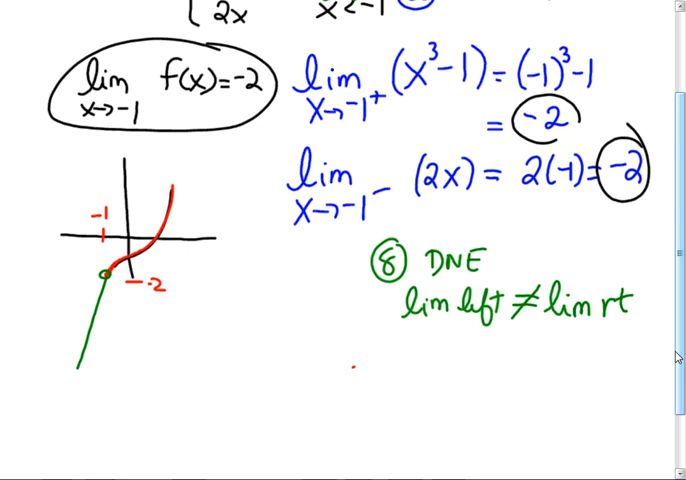 2x x < -1
lim f(x) = -2
x→-1
lim (x³-1) = (-1)³-1
x→-1⁺
= -2
lim (2x) = 2(-1) = -2
x→-1⁻
-1
-2
⑧ DNE
lim left ≠ lim rt